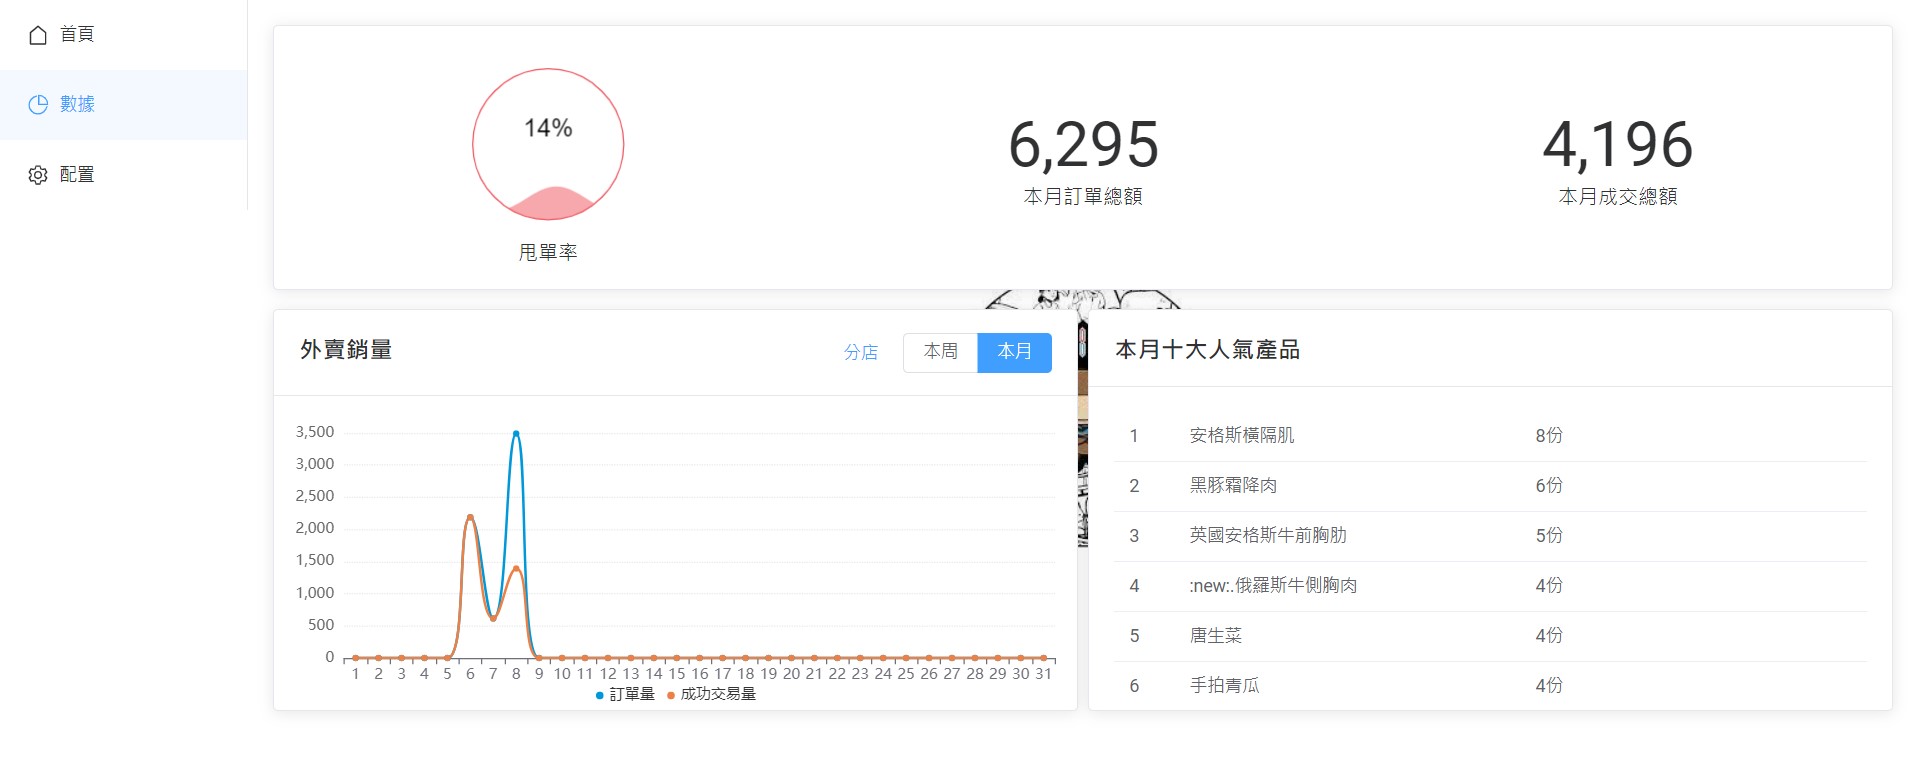 首頁
數據
配置
14%
甩單率
6,295
本月訂單總額
4,196
本月成交總額
外賣銷量
分店 本周 本月
3,500
3,000
2,500
2,000
1,500
1,000
500
0
1 2 3 4 5 6 7 8 9 10 11 12 13 14 15 16 17 18 19 20 21 22 23 24 25 26 27 28 29 30 31
訂單量 成功交易量
本月十大人氣產品
1 安格斯橫隔肌 8份
2 黑豚霜降肉 6份
3 英國安格斯牛前胸肋 5份
4 :new:.俄羅斯牛側胸肉 4份
5 唐生菜 4份
6 手拍青瓜 4份